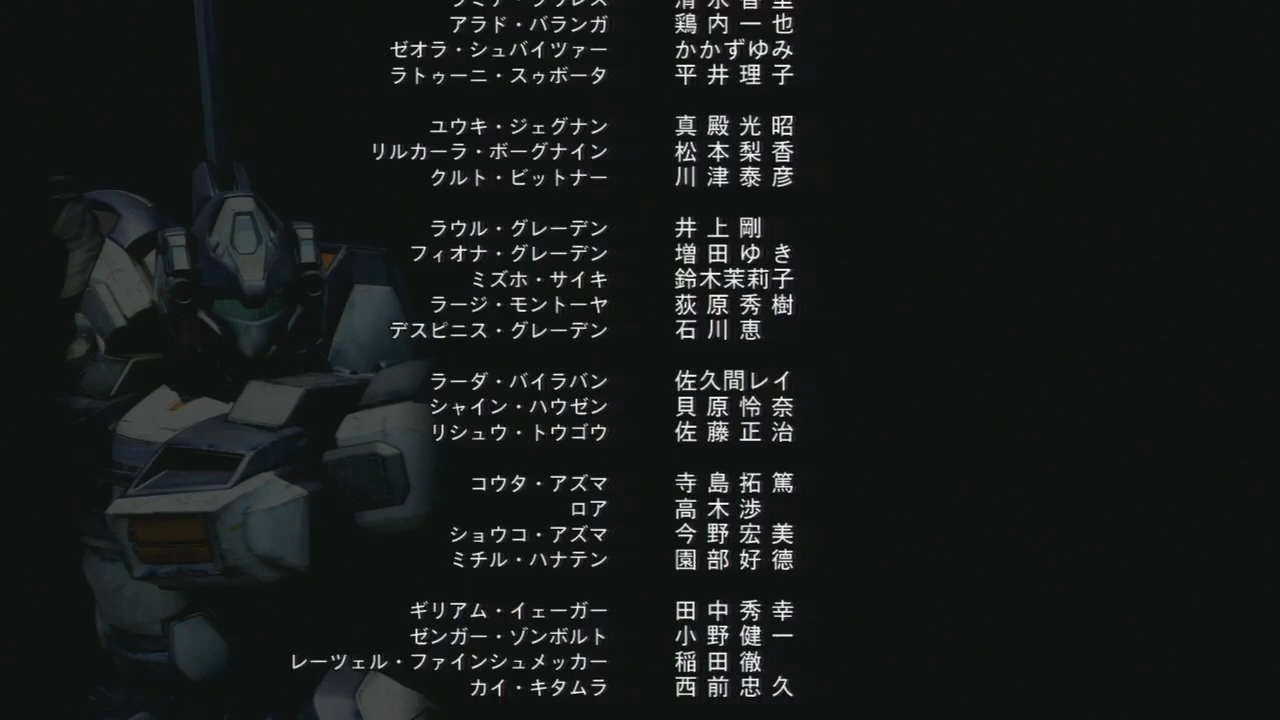 アラド・バランガ 鶏内一也
ゼオラ・シュバイツァー かかずゆみ
ラトゥーニ・スゥボータ 平井理子
ユウキ・ジェグナン 真殿光昭
リルカーラ・ボーグナイン 松本梨香
クルト・ビットナー 川津泰彦
ラウル・グレーデン 井上剛
フィオナ・グレーデン 増田ゆき
ミズホ・サイキ 鈴木茉莉子
ラージ・モントーヤ 荻原秀樹
デスピニス・グレーデン 石川恵
ラーダ・バイラバン 佐久間レイ
シャイン・ハウゼン 貝原怜奈
リシュウ・トウゴウ 佐藤正治
コウタ・アズマ 寺島拓篤
ロア 高木渉
ショウコ・アズマ 今野宏美
ミチル・ハナテン 園部好德
ギリアム・イェーガー 田中秀幸
ゼンガー・ゾンボルト 小野健一
レーツェル・ファインシュメッカー 稲田徹
カイ・キタムラ 西前忠久